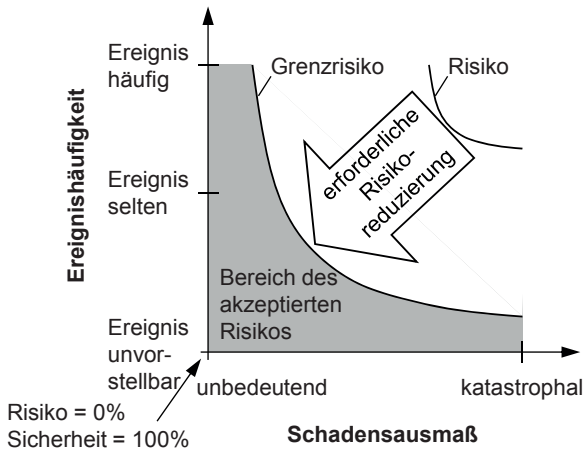 Ereignishäufigkeit
Ereignis
häufig
Grenzrisiko
Risiko
erforderliche
Risiko-
reduzierung
Ereignis
selten
Bereich des
akzeptierten
Risikos
Ereignis
unvor-
stellbar
unbedeutend
katastrophal
Risiko = 0%
Sicherheit = 100%
Schadensausmaß